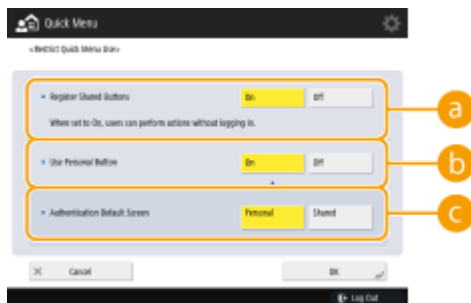 Quick Menu
<Restrict Quick Menu Use>
Register Shared Buttons On Off
When set to On, users can perform actions without logging in.
Use Personal Button On Off
Authentication Default Screen Personal Shared
Cancel OK
Log Out
a
b
c